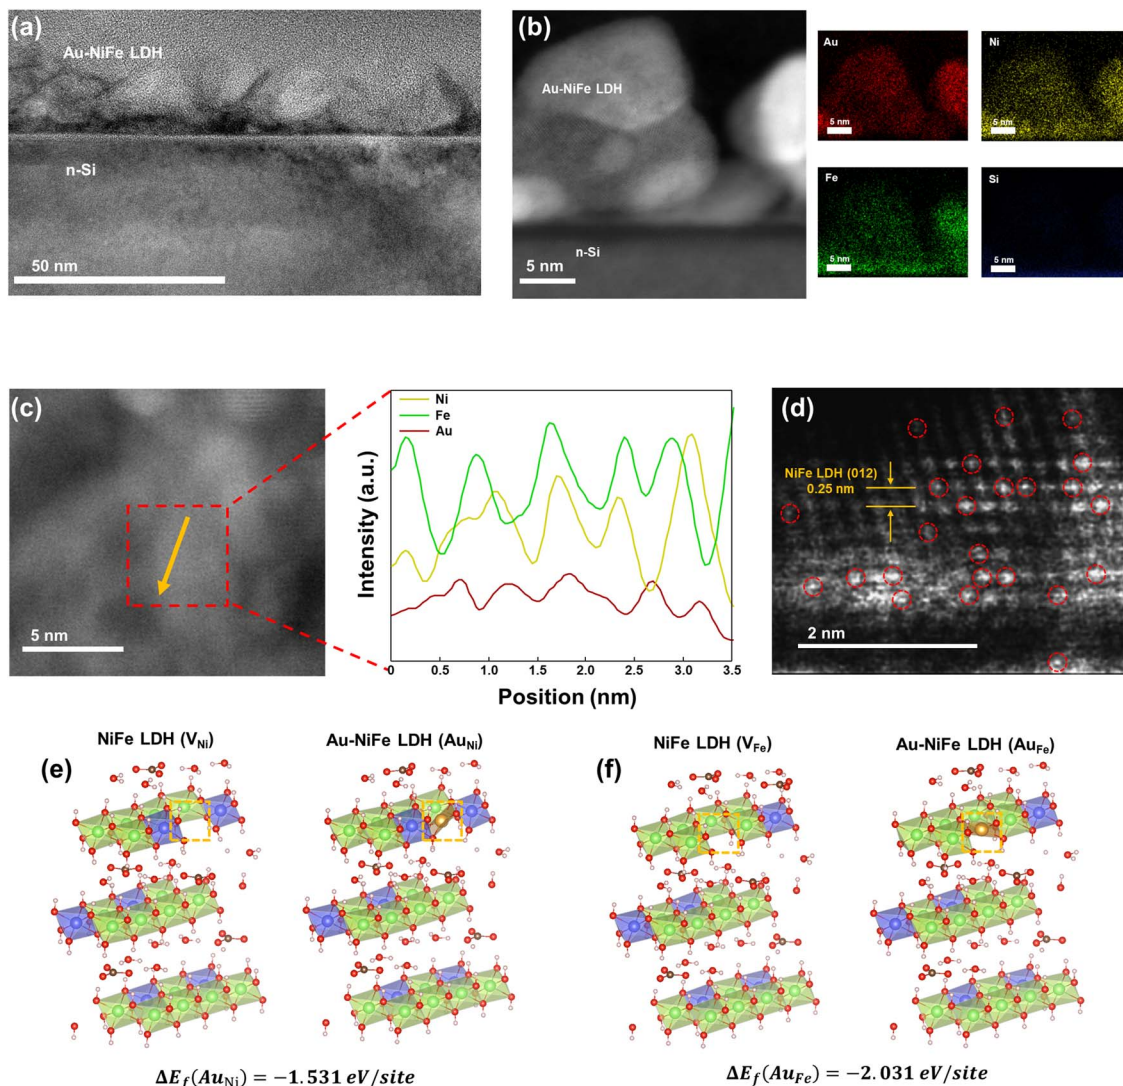 (a)
Au-NiFe LDH
n-Si
50 nm
(b)
Au-NiFe LDH
n-Si
5 nm
Au
5 nm
Ni
5 nm
Fe
5 nm
Si
5 nm
(c)
5 nm
Ni
Fe
Au
Intensity (a.u.)
0 0.5 1.0 1.5 2.0 2.5 3.0 3.5
Position (nm)
(d)
NiFe LDH (012)
0.25 nm
2 nm
(e)
NiFe LDH (V_Ni)
Au-NiFe LDH (Au_Ni)
ΔE_f(Au_Ni) = −1.531 eV/site
(f)
NiFe LDH (V_Fe)
Au-NiFe LDH (Au_Fe)
ΔE_f(Au_Fe) = −2.031 eV/site